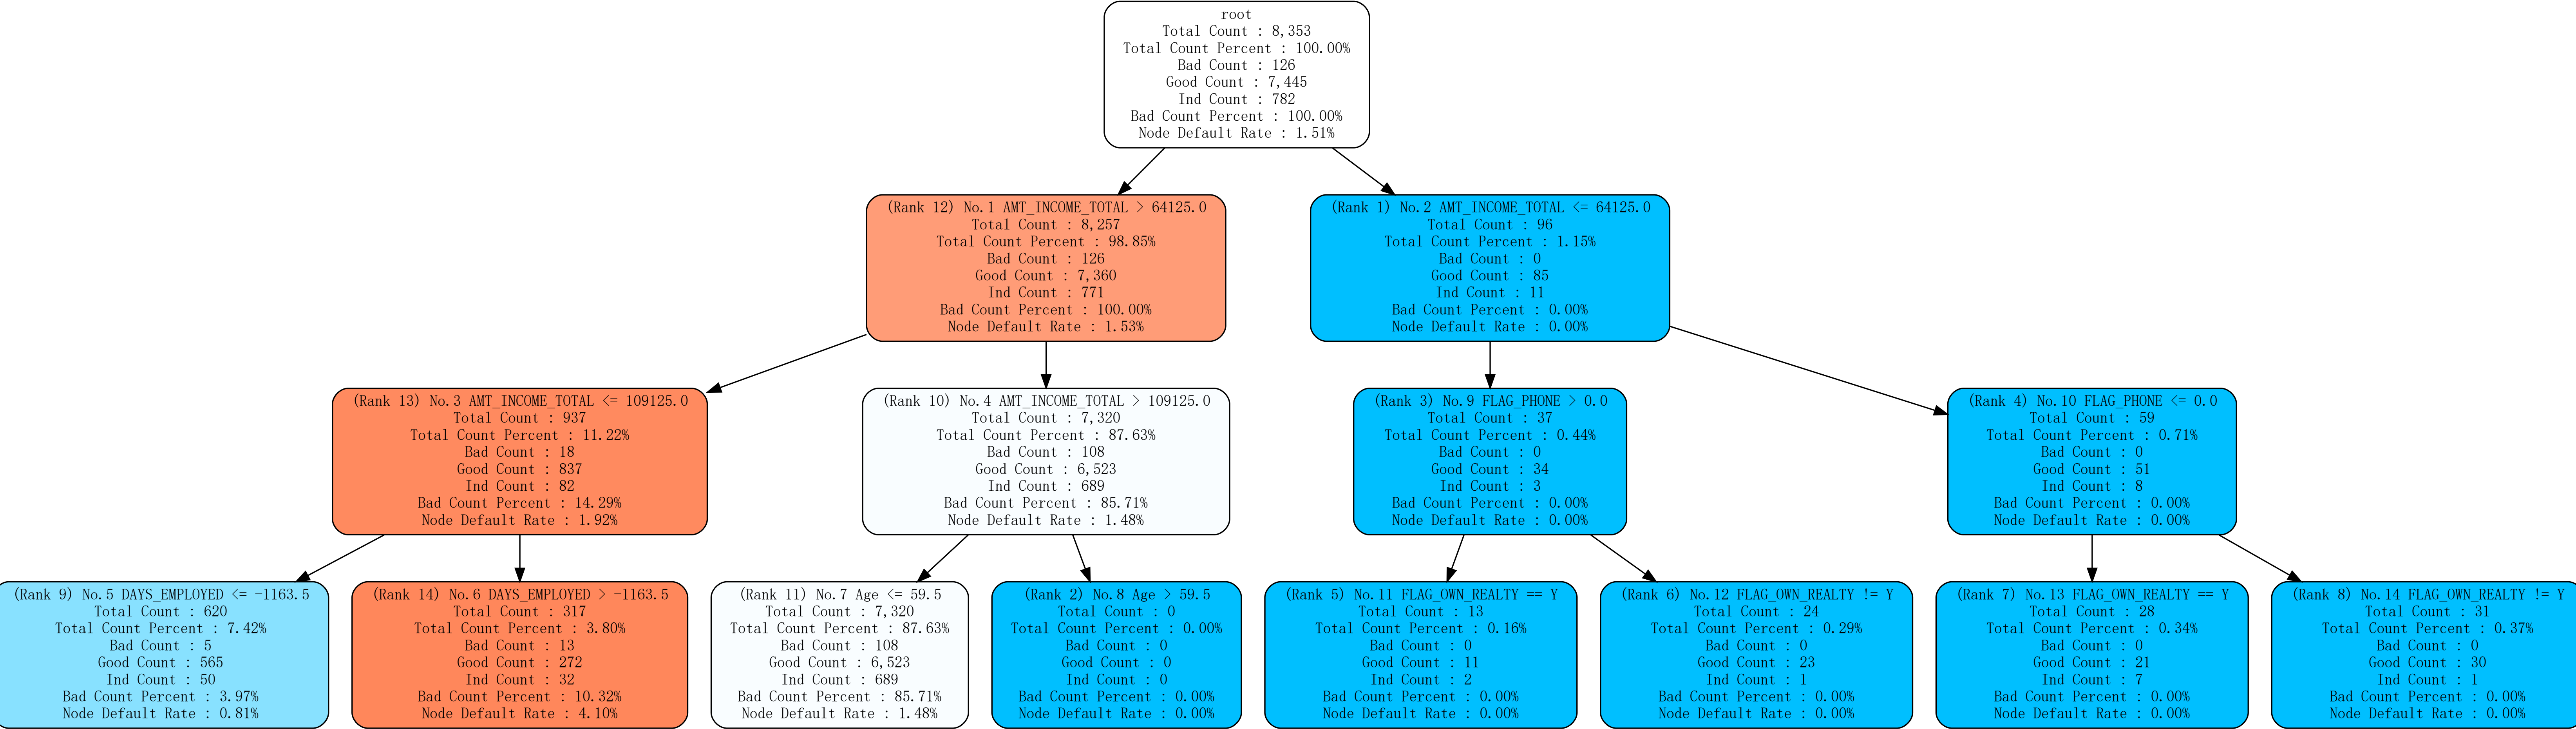 root
Total Count : 8,353
Total Count Percent : 100.00%
Bad Count : 126
Good Count : 7,445
Ind Count : 782
Bad Count Percent : 100.00%
Node Default Rate : 1.51%
(Rank 12) No.1 AMT_INCOME_TOTAL > 64125.0
Total Count : 8,257
Total Count Percent : 98.85%
Bad Count : 126
Good Count : 7,360
Ind Count : 771
Bad Count Percent : 100.00%
Node Default Rate : 1.53%
(Rank 1) No.2 AMT_INCOME_TOTAL <= 64125.0
Total Count : 96
Total Count Percent : 1.15%
Bad Count : 0
Good Count : 85
Ind Count : 11
Bad Count Percent : 0.00%
Node Default Rate : 0.00%
(Rank 13) No.3 AMT_INCOME_TOTAL <= 109125.0
Total Count : 937
Total Count Percent : 11.22%
Bad Count : 18
Good Count : 837
Ind Count : 82
Bad Count Percent : 14.29%
Node Default Rate : 1.92%
(Rank 10) No.4 AMT_INCOME_TOTAL > 109125.0
Total Count : 7,320
Total Count Percent : 87.63%
Bad Count : 108
Good Count : 6,523
Ind Count : 689
Bad Count Percent : 85.71%
Node Default Rate : 1.48%
(Rank 3) No.9 FLAG_PHONE > 0.0
Total Count : 37
Total Count Percent : 0.44%
Bad Count : 0
Good Count : 34
Ind Count : 3
Bad Count Percent : 0.00%
Node Default Rate : 0.00%
(Rank 4) No.10 FLAG_PHONE <= 0.0
Total Count : 59
Total Count Percent : 0.71%
Bad Count : 0
Good Count : 51
Ind Count : 8
Bad Count Percent : 0.00%
Node Default Rate : 0.00%
(Rank 9) No.5 DAYS_EMPLOYED <= -1163.5
Total Count : 620
Total Count Percent : 7.42%
Bad Count : 5
Good Count : 565
Ind Count : 50
Bad Count Percent : 3.97%
Node Default Rate : 0.81%
(Rank 14) No.6 DAYS_EMPLOYED > -1163.5
Total Count : 317
Total Count Percent : 3.80%
Bad Count : 13
Good Count : 272
Ind Count : 32
Bad Count Percent : 10.32%
Node Default Rate : 4.10%
(Rank 11) No.7 Age <= 59.5
Total Count : 7,320
Total Count Percent : 87.63%
Bad Count : 108
Good Count : 6,523
Ind Count : 689
Bad Count Percent : 85.71%
Node Default Rate : 1.48%
(Rank 2) No.8 Age > 59.5
Total Count : 0
Total Count Percent : 0.00%
Bad Count : 0
Good Count : 0
Ind Count : 0
Bad Count Percent : 0.00%
Node Default Rate : 0.00%
(Rank 5) No.11 FLAG_OWN_REALTY == Y
Total Count : 13
Total Count Percent : 0.16%
Bad Count : 0
Good Count : 11
Ind Count : 2
Bad Count Percent : 0.00%
Node Default Rate : 0.00%
(Rank 6) No.12 FLAG_OWN_REALTY != Y
Total Count : 24
Total Count Percent : 0.29%
Bad Count : 0
Good Count : 23
Ind Count : 1
Bad Count Percent : 0.00%
Node Default Rate : 0.00%
(Rank 7) No.13 FLAG_OWN_REALTY == Y
Total Count : 28
Total Count Percent : 0.34%
Bad Count : 0
Good Count : 21
Ind Count : 7
Bad Count Percent : 0.00%
Node Default Rate : 0.00%
(Rank 8) No.14 FLAG_OWN_REALTY != Y
Total Count : 31
Total Count Percent : 0.37%
Bad Count : 0
Good Count : 30
Ind Count : 1
Bad Count Percent : 0.00%
Node Default Rate : 0.00%